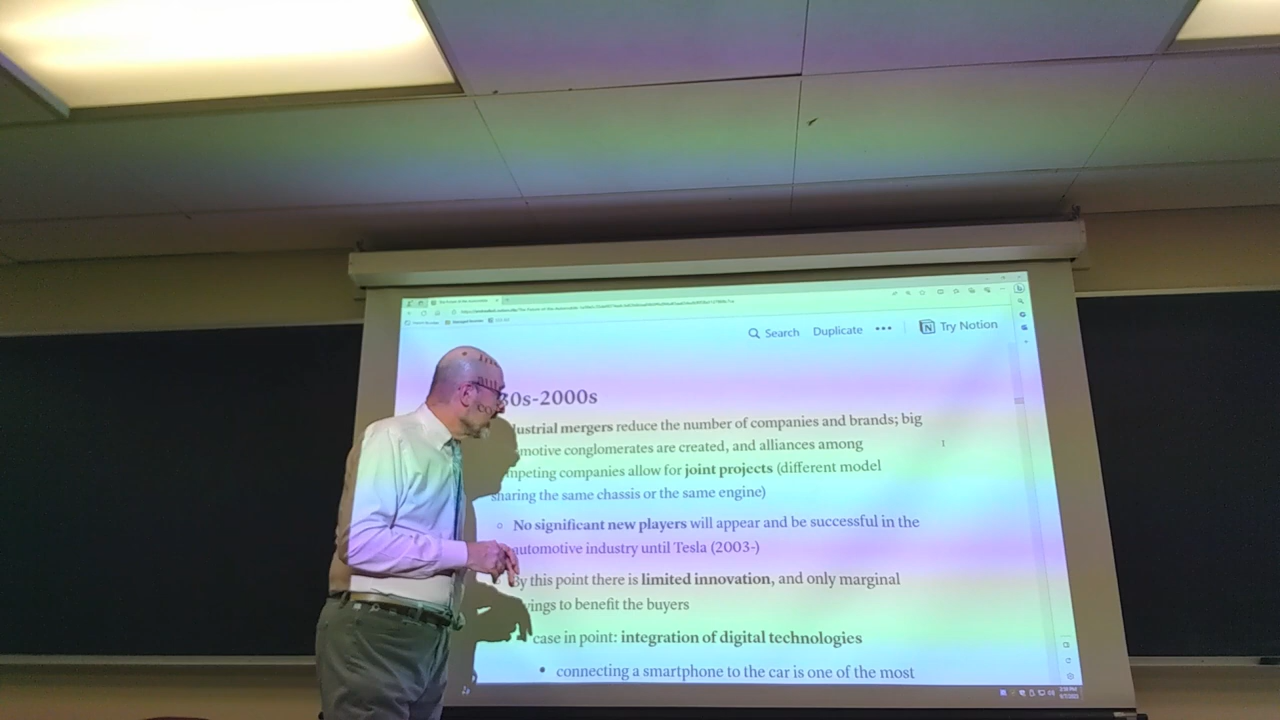 Search Duplicate ••• Try Notion
30s-2000s
dustrial mergers reduce the number of companies and brands; big
motive conglomerates are created, and alliances among
mpeting companies allow for joint projects (different model
sharing the same chassis or the same engine)
No significant new players will appear and be successful in the
automotive industry until Tesla (2003-)
By this point there is limited innovation, and only marginal
ings to benefit the buyers
case in point: integration of digital technologies
connecting a smartphone to the car is one of the most